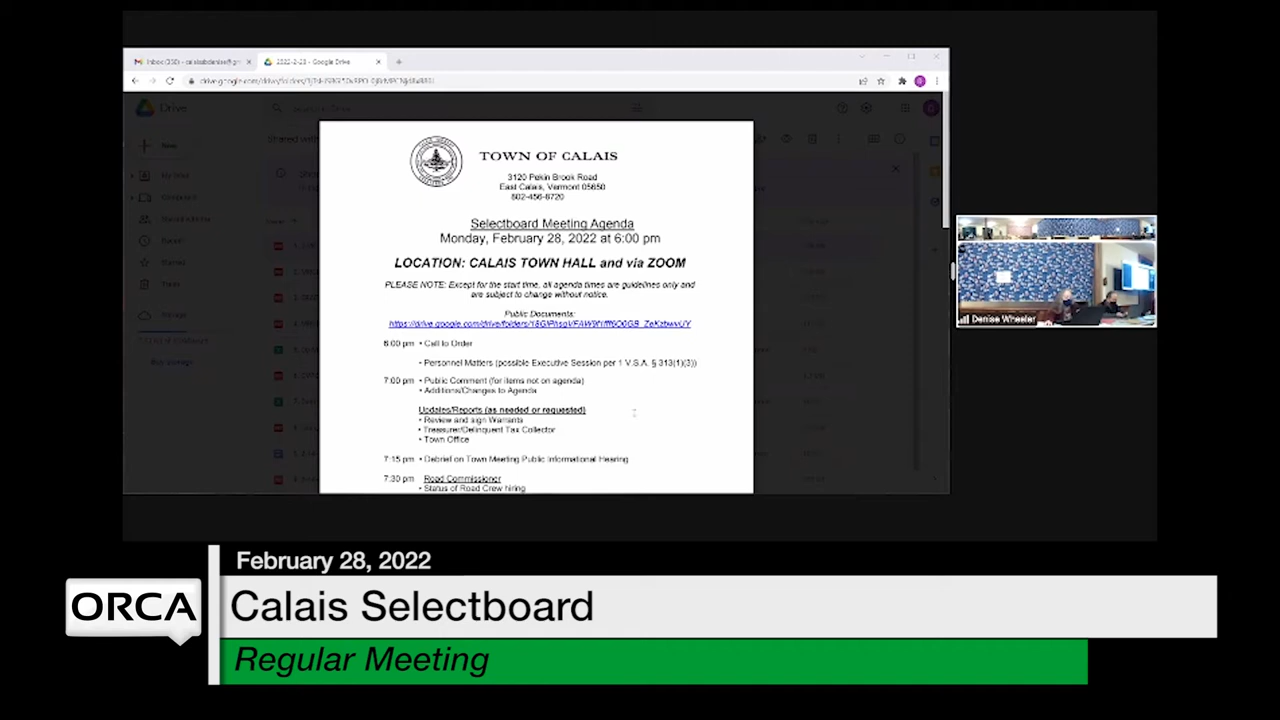 Drive
TOWN OF CALAIS
3120 Pekin Brook Road
East Calais, Vermont 05650
802-456-8720
Selectboard Meeting Agenda
Monday, February 28, 2022 at 6:00 pm
LOCATION: CALAIS TOWN HALL and via ZOOM
PLEASE NOTE: Except for the start time, all agenda times are guidelines only and
are subject to change without notice.
Public Documents:
6:00 pm • Call to Order
• Personnel Matters (possible Executive Session per 1 V.S.A. § 313(1)(3))
7:00 pm • Public Comment (for items not on agenda)
• Additions/Changes to Agenda
Updates/Reports (as needed or requested)
• Review and sign Warrants
• Treasurer/Delinquent Tax Collector
• Town Office
7:15 pm • Debrief on Town Meeting Public Informational Hearing
7:30 pm Road Commissioner
• Status of Road Crew hiring
Denise Wheeler
February 28, 2022
ORCA
Calais Selectboard
Regular Meeting